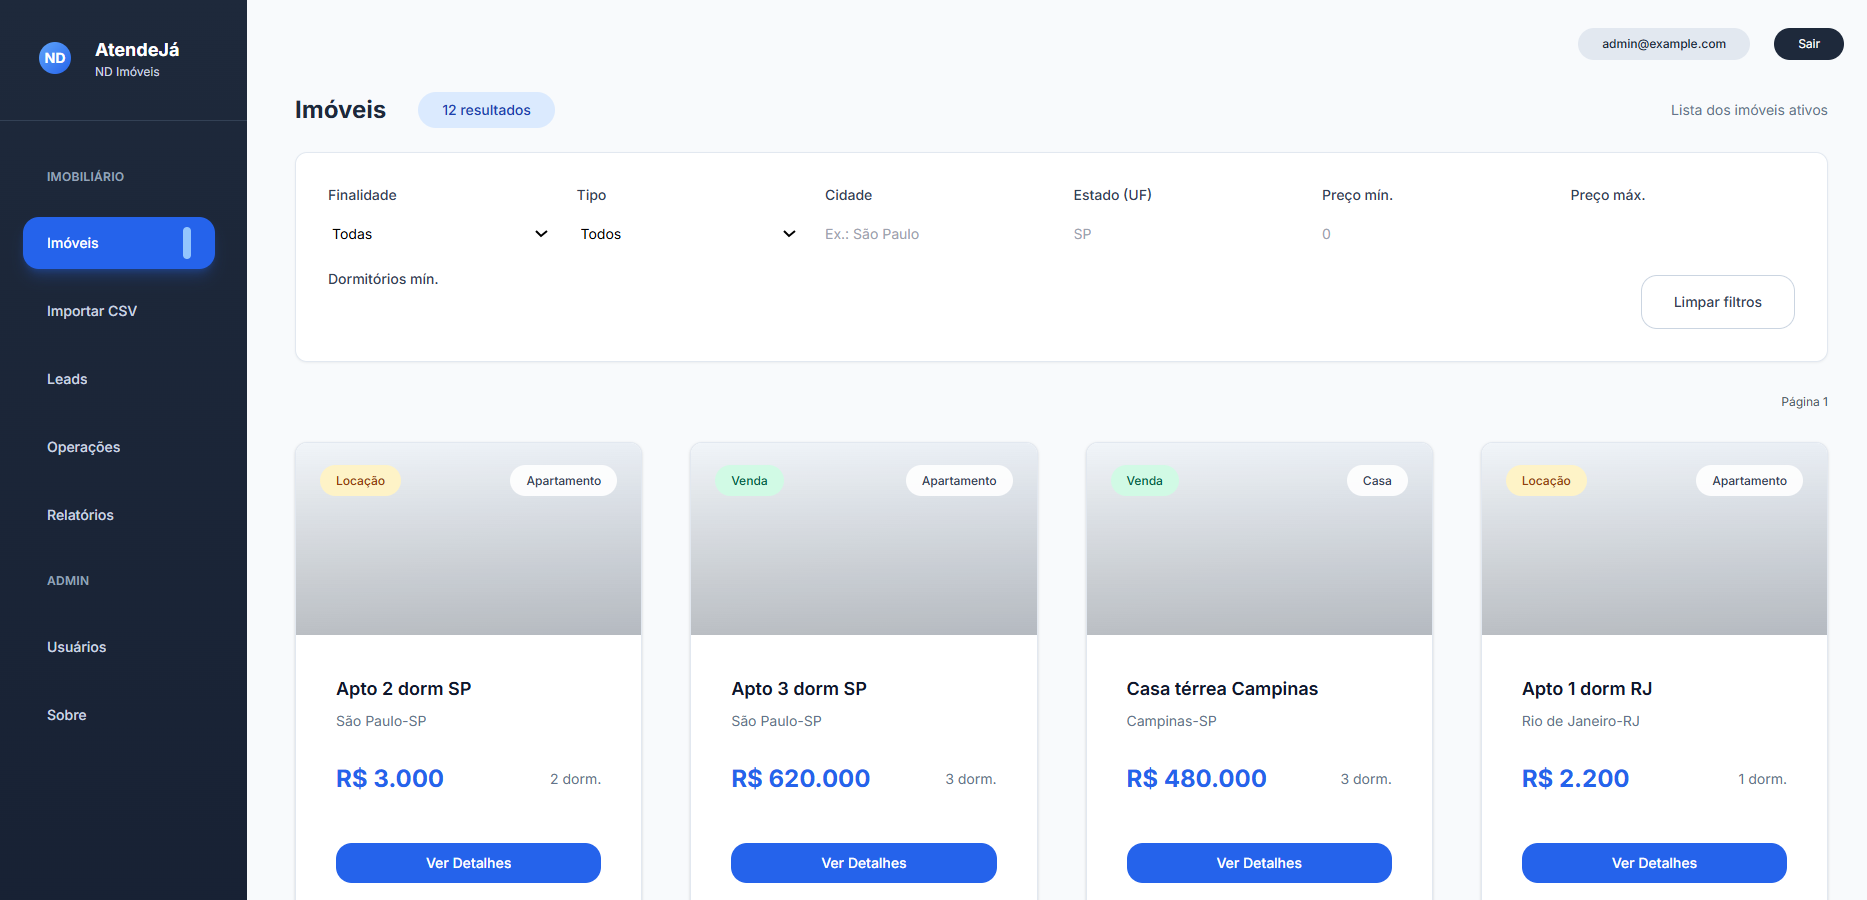 ND
AtendeJá
ND Imóveis
IMOBILIÁRIO
Imóveis
Importar CSV
Leads
Operações
Relatórios
ADMIN
Usuários
Sobre
admin@example.com
Sair
Imóveis
12 resultados
Lista dos imóveis ativos
Finalidade
Tipo
Cidade
Estado (UF)
Preço mín.
Preço máx.
Todas
Todos
Ex.: São Paulo
SP
0
Dormitórios mín.
Limpar filtros
Página 1
Locação
Apartamento
Apto 2 dorm SP
São Paulo-SP
R$ 3.000
2 dorm.
Ver Detalhes
Venda
Apartamento
Apto 3 dorm SP
São Paulo-SP
R$ 620.000
3 dorm.
Ver Detalhes
Venda
Casa
Casa térrea Campinas
Campinas-SP
R$ 480.000
3 dorm.
Ver Detalhes
Locação
Apartamento
Apto 1 dorm RJ
Rio de Janeiro-RJ
R$ 2.200
1 dorm.
Ver Detalhes